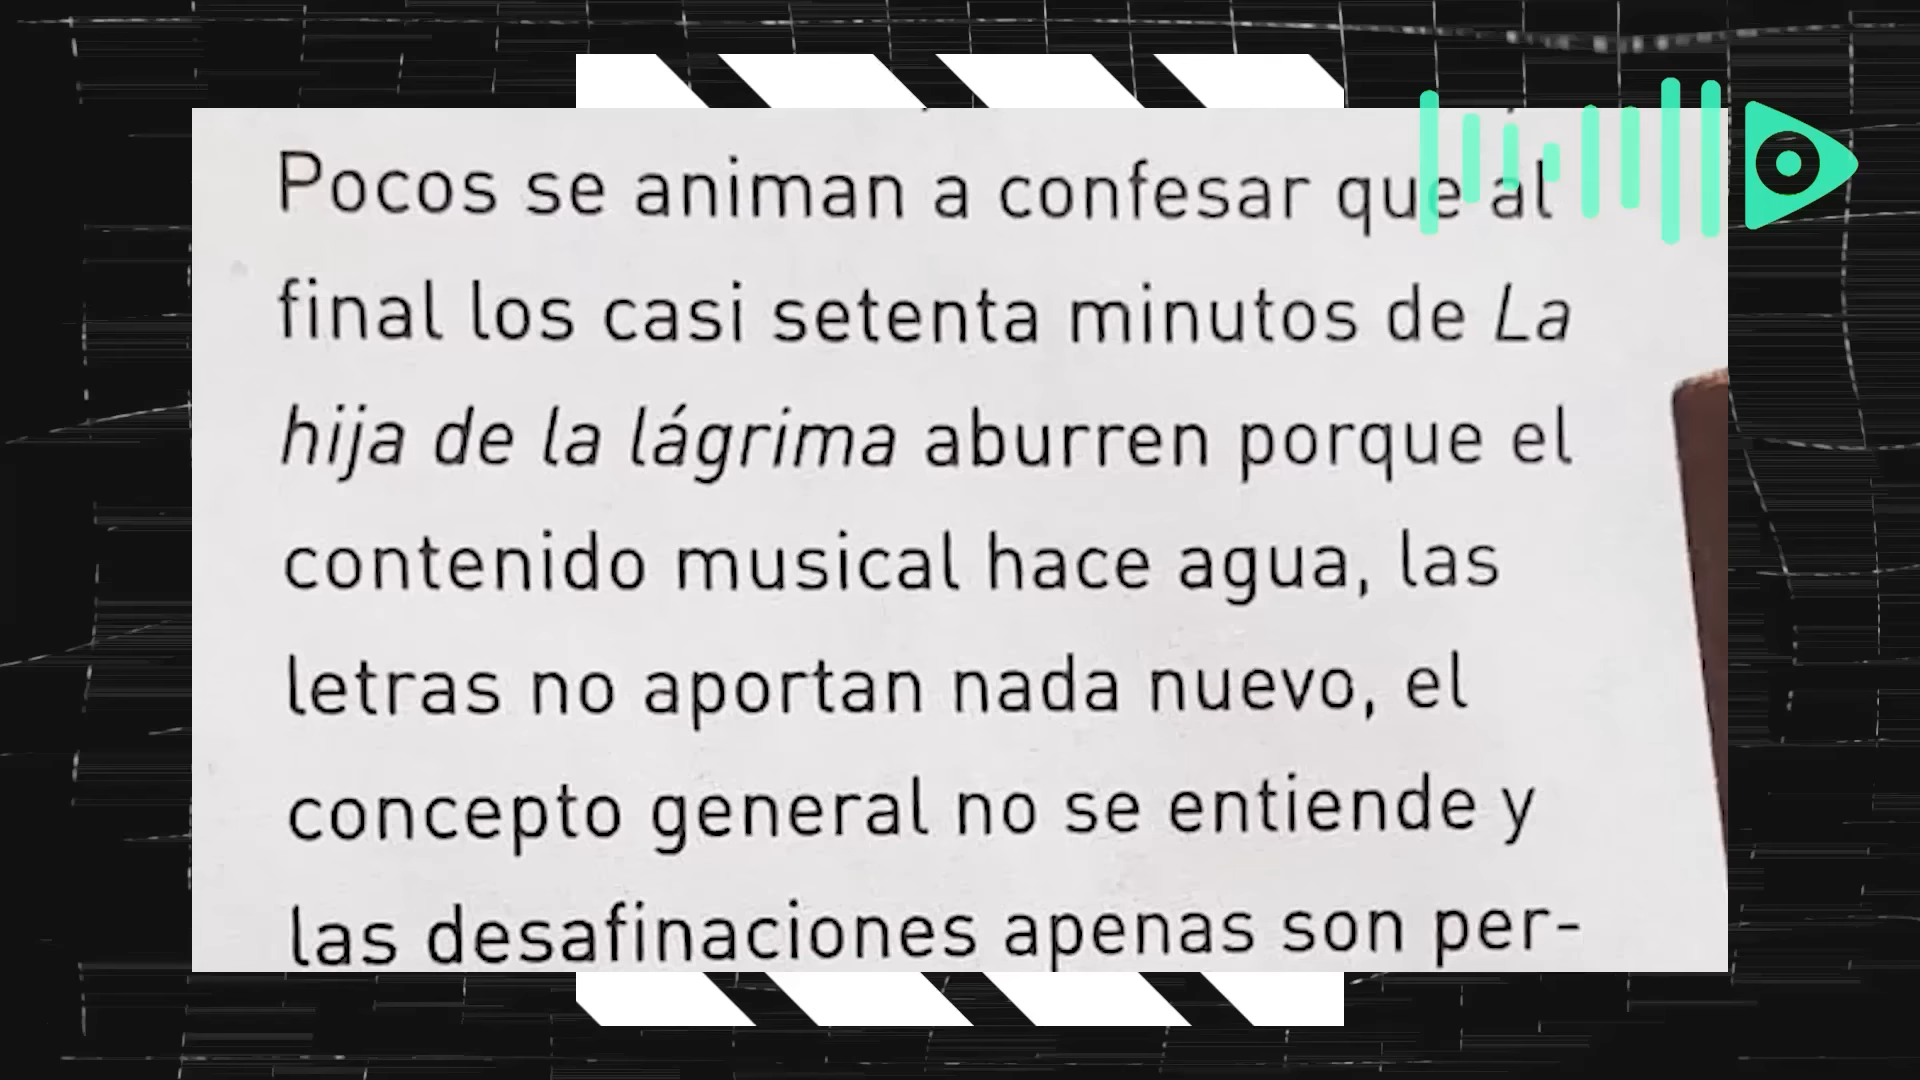 Pocos se animan a confesar que al
final los casi setenta minutos de La
hija de la lágrima aburren porque el
contenido musical hace agua, las
letras no aportan nada nuevo, el
concepto general no se entiende y
las desafinaciones apenas son per-